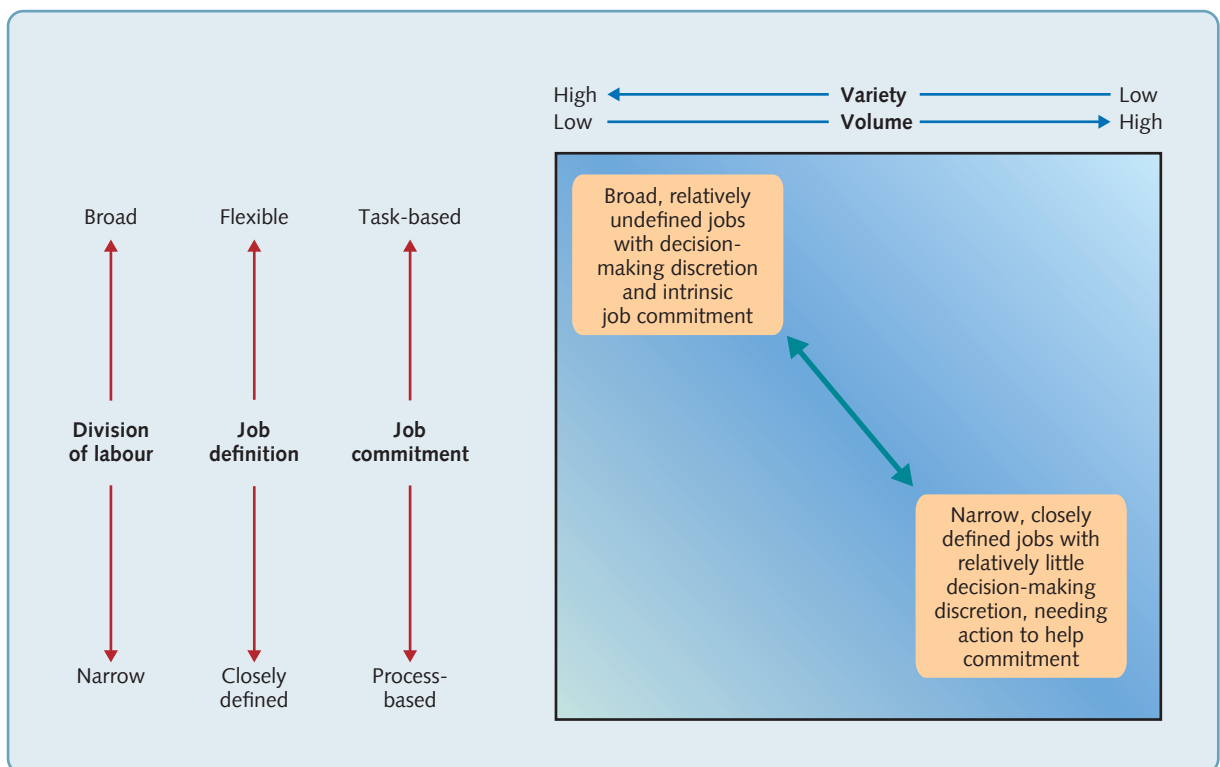 High Variety Low
Low Volume High
Broad Flexible Task-based
Division of labour
Job definition
Job commitment
Narrow
Closely defined
Process-based
Broad, relatively
undefined jobs
with decision-
making discretion
and intrinsic
job commitment
Narrow, closely
defined jobs with
relatively little
decision-making
discretion, needing
action to help
commitment